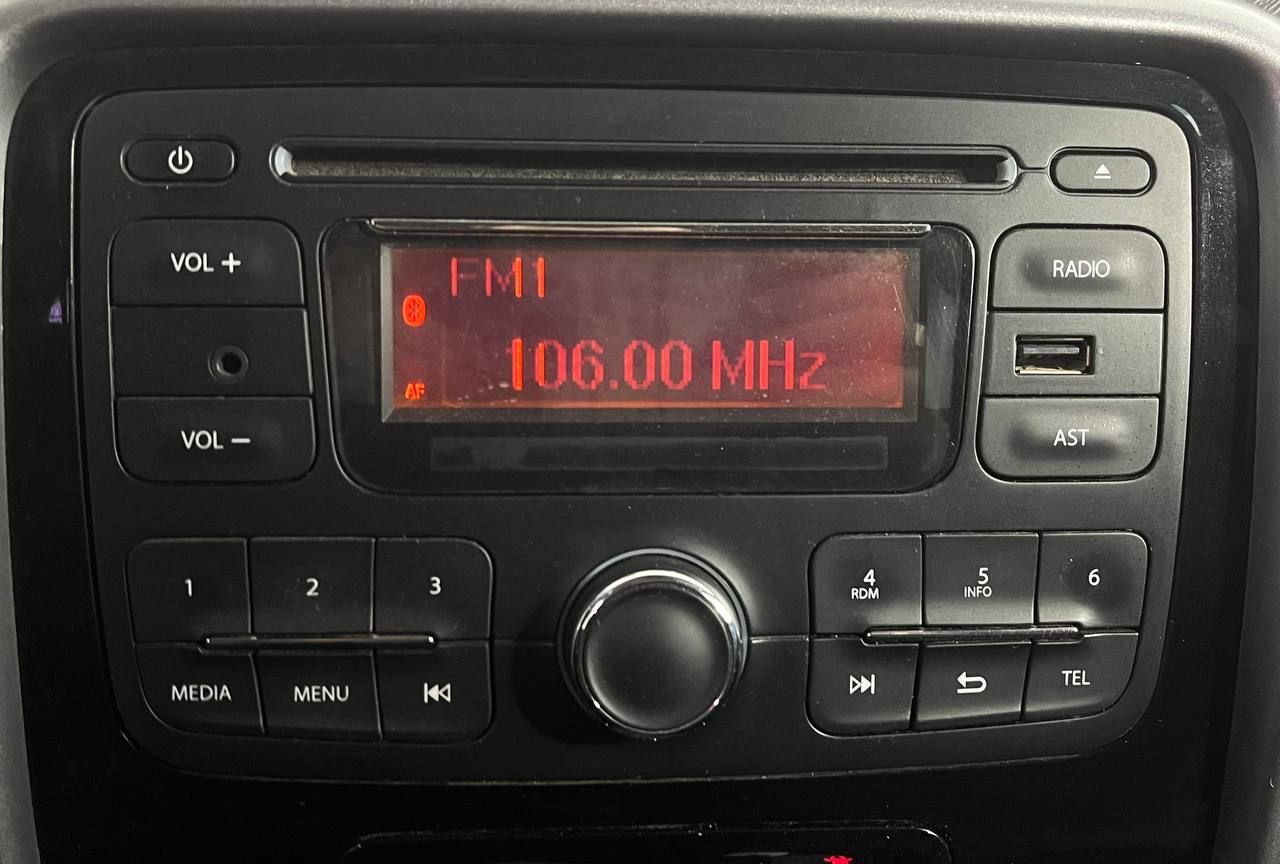 VOL +
FM1
RADIO
AF
106.00 MHz
VOL −
AST
1
2
3
4
RDM
5
INFO
6
MEDIA
MENU
TEL